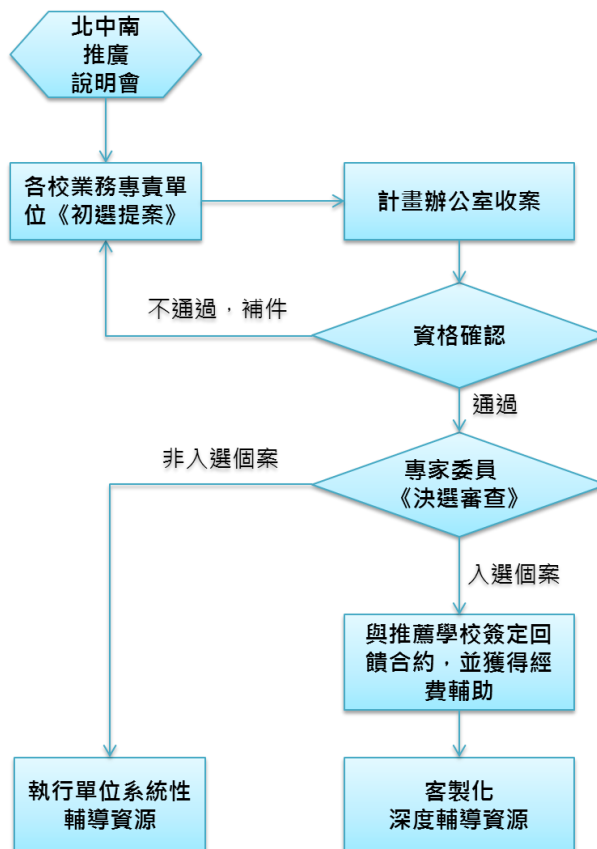 北中南
推廣
說明會
各校業務專責單
位《初選提案》
計畫辦公室收案
不通過，補件
資格確認
通過
非入選個案
專家委員
《決選審查》
入選個案
與推薦學校簽定回
饋合約，並獲得經
費輔助
執行單位系統性
輔導資源
客製化
深度輔導資源